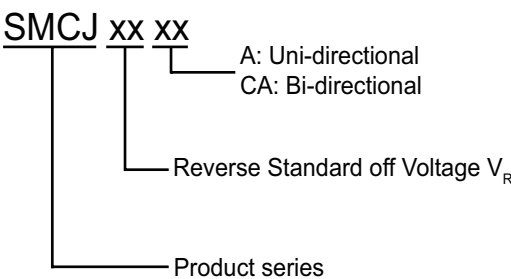 SMCJ xx xx
A: Uni-directional
CA: Bi-directional
Reverse Standard off Voltage VR
Product series